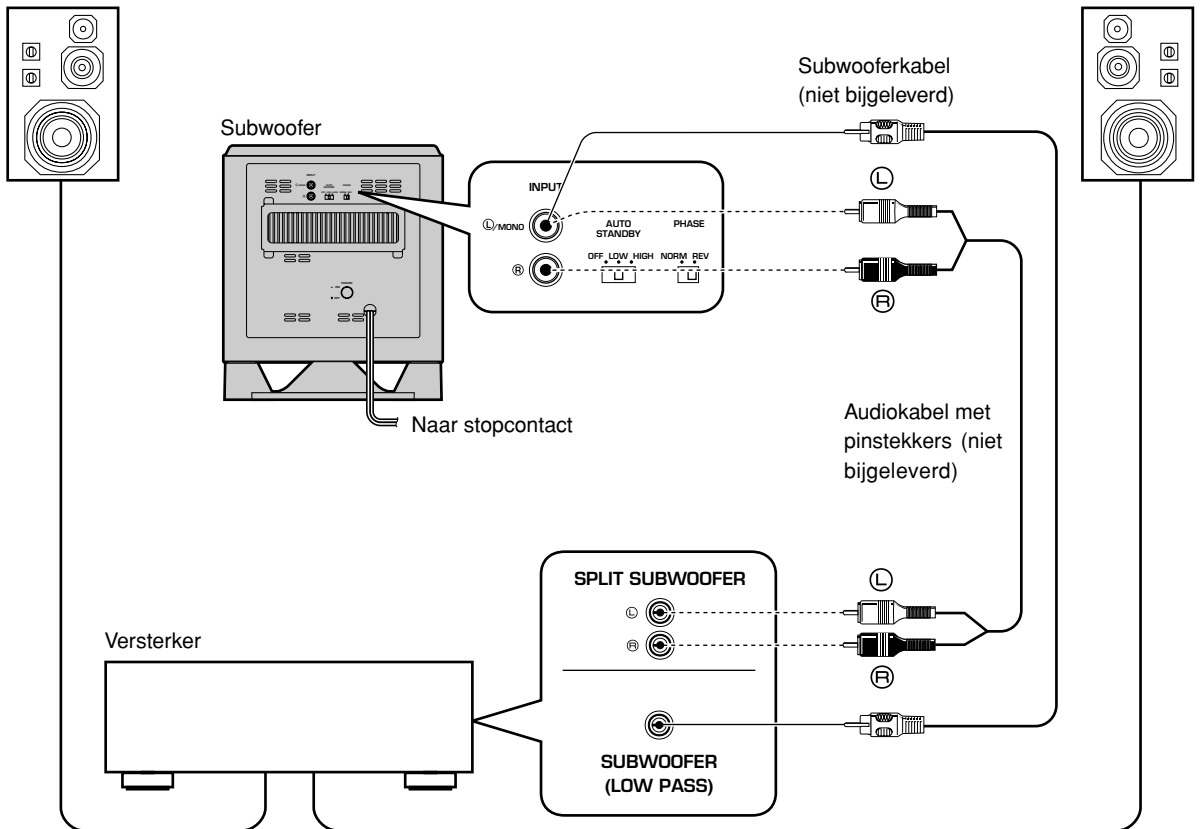 Subwooferkabel
(niet bijgeleverd)
Subwoofer
INPUT
Ⓛ/MONO
AUTO
STANDBY
PHASE
OFF LOW HIGH
NORM REV
Ⓡ
Ⓛ
Ⓡ
Naar stopcontact
Audiokabel met
pinstekkers (niet
bijgeleverd)
SPLIT SUBWOOFER
Ⓛ
Ⓡ
Ⓛ
Ⓡ
Versterker
SUBWOOFER
(LOW PASS)